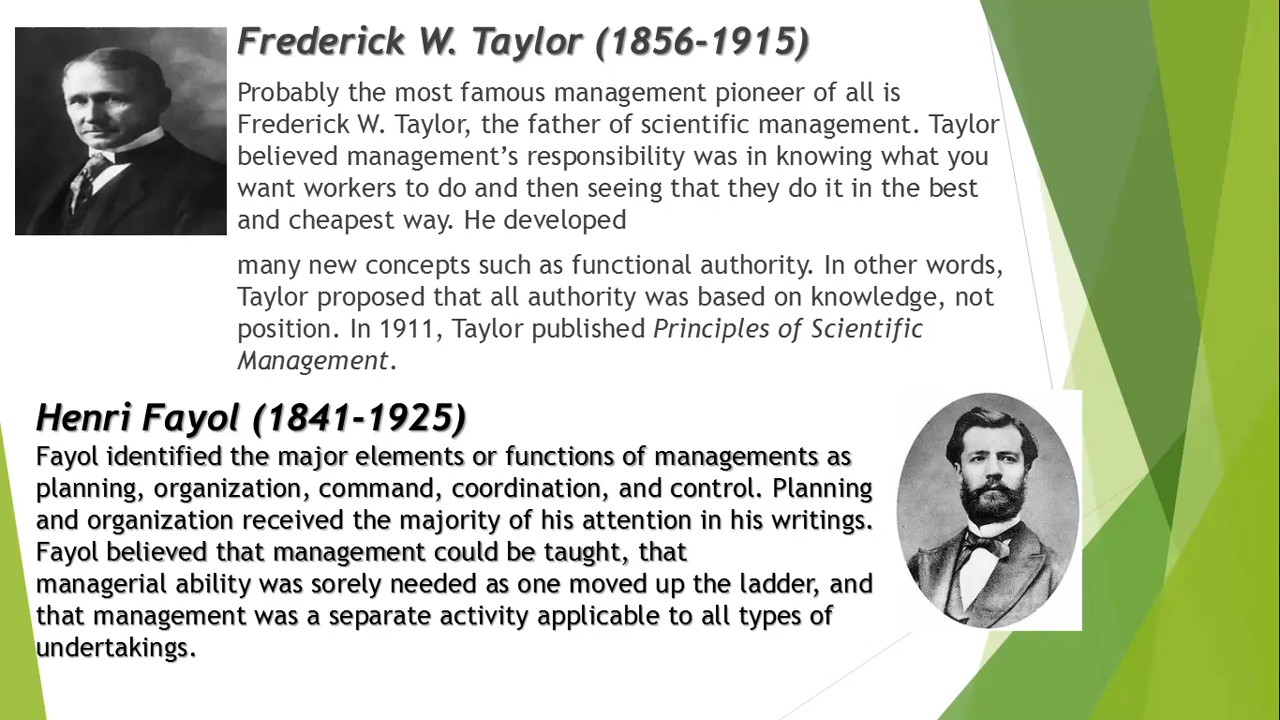 Frederick W. Taylor (1856-1915)
Probably the most famous management pioneer of all is
Frederick W. Taylor, the father of scientific management. Taylor
believed management’s responsibility was in knowing what you
want workers to do and then seeing that they do it in the best
and cheapest way. He developed
many new concepts such as functional authority. In other words,
Taylor proposed that all authority was based on knowledge, not
position. In 1911, Taylor published Principles of Scientific
Management.
Henri Fayol (1841-1925)
Fayol identified the major elements or functions of managements as
planning, organization, command, coordination, and control. Planning
and organization received the majority of his attention in his writings.
Fayol believed that management could be taught, that
managerial ability was sorely needed as one moved up the ladder, and
that management was a separate activity applicable to all types of
undertakings.